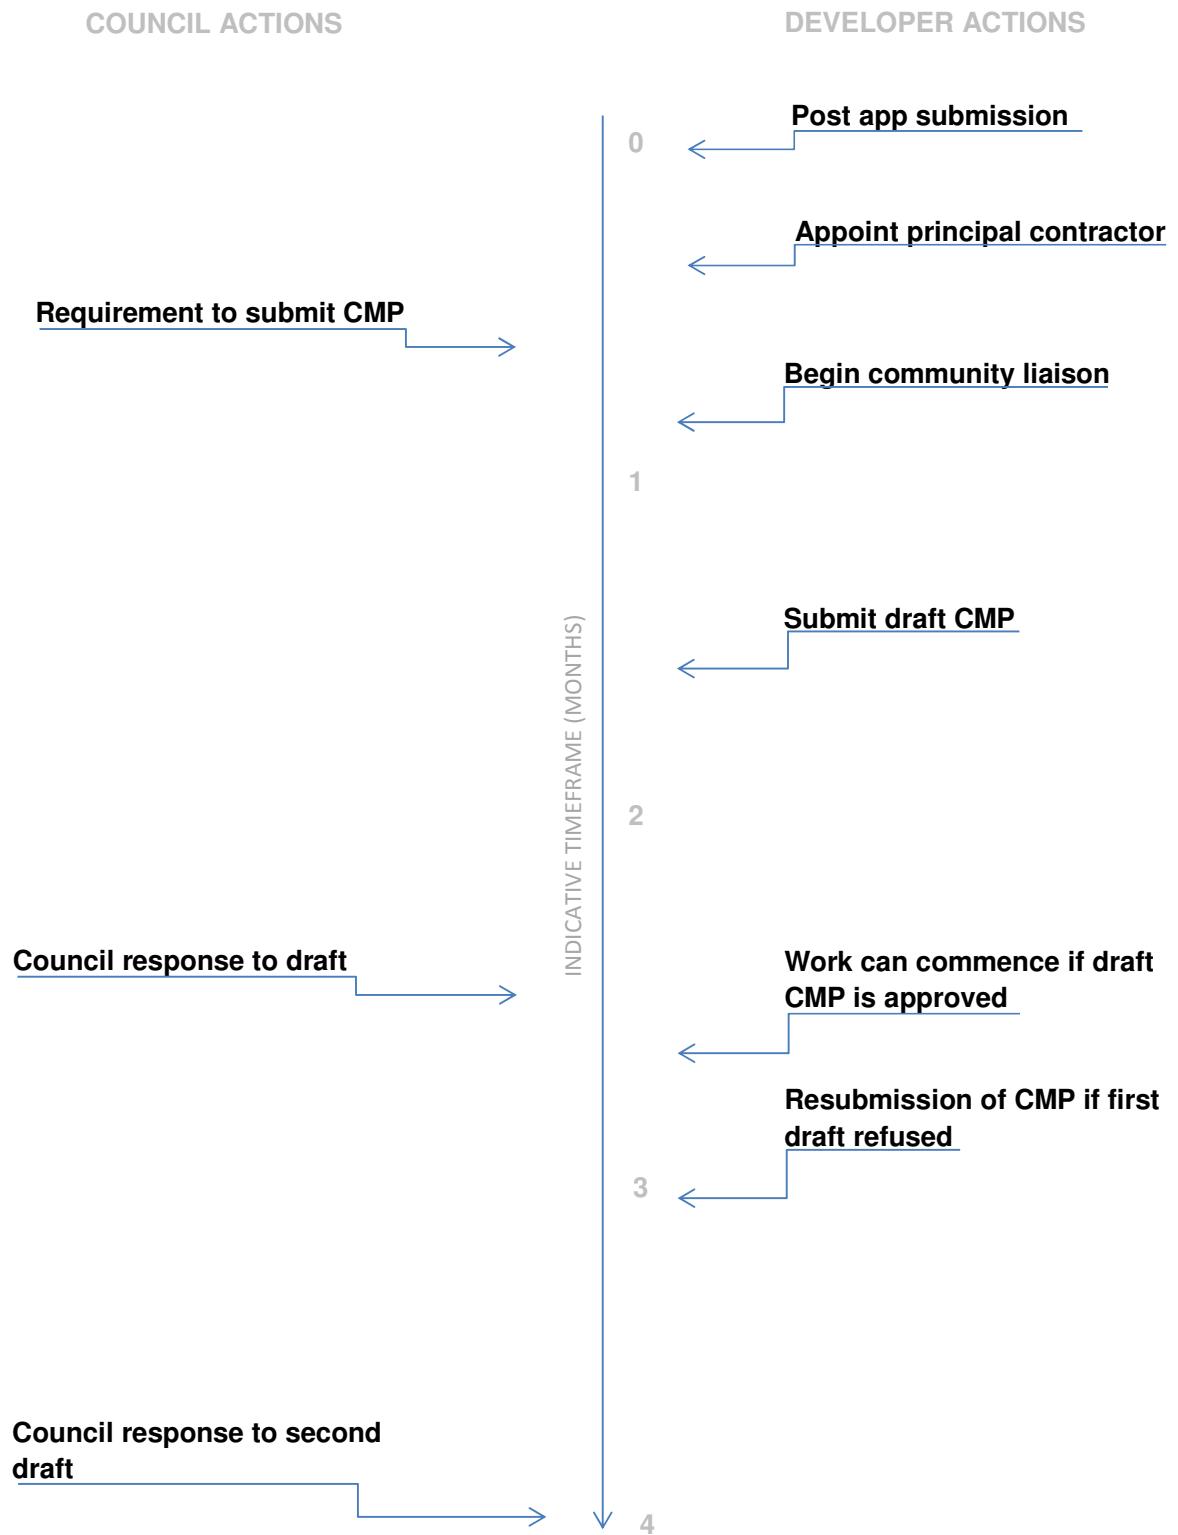 COUNCIL ACTIONS
DEVELOPER ACTIONS
Post app submission
0
Appoint principal contractor
Requirement to submit CMP
Begin community liaison
1
Submit draft CMP
INDICATIVE TIMEFRAME (MONTHS)
2
Council response to draft
Work can commence if draft
CMP is approved
Resubmission of CMP if first
draft refused
3
Council response to second
draft
4